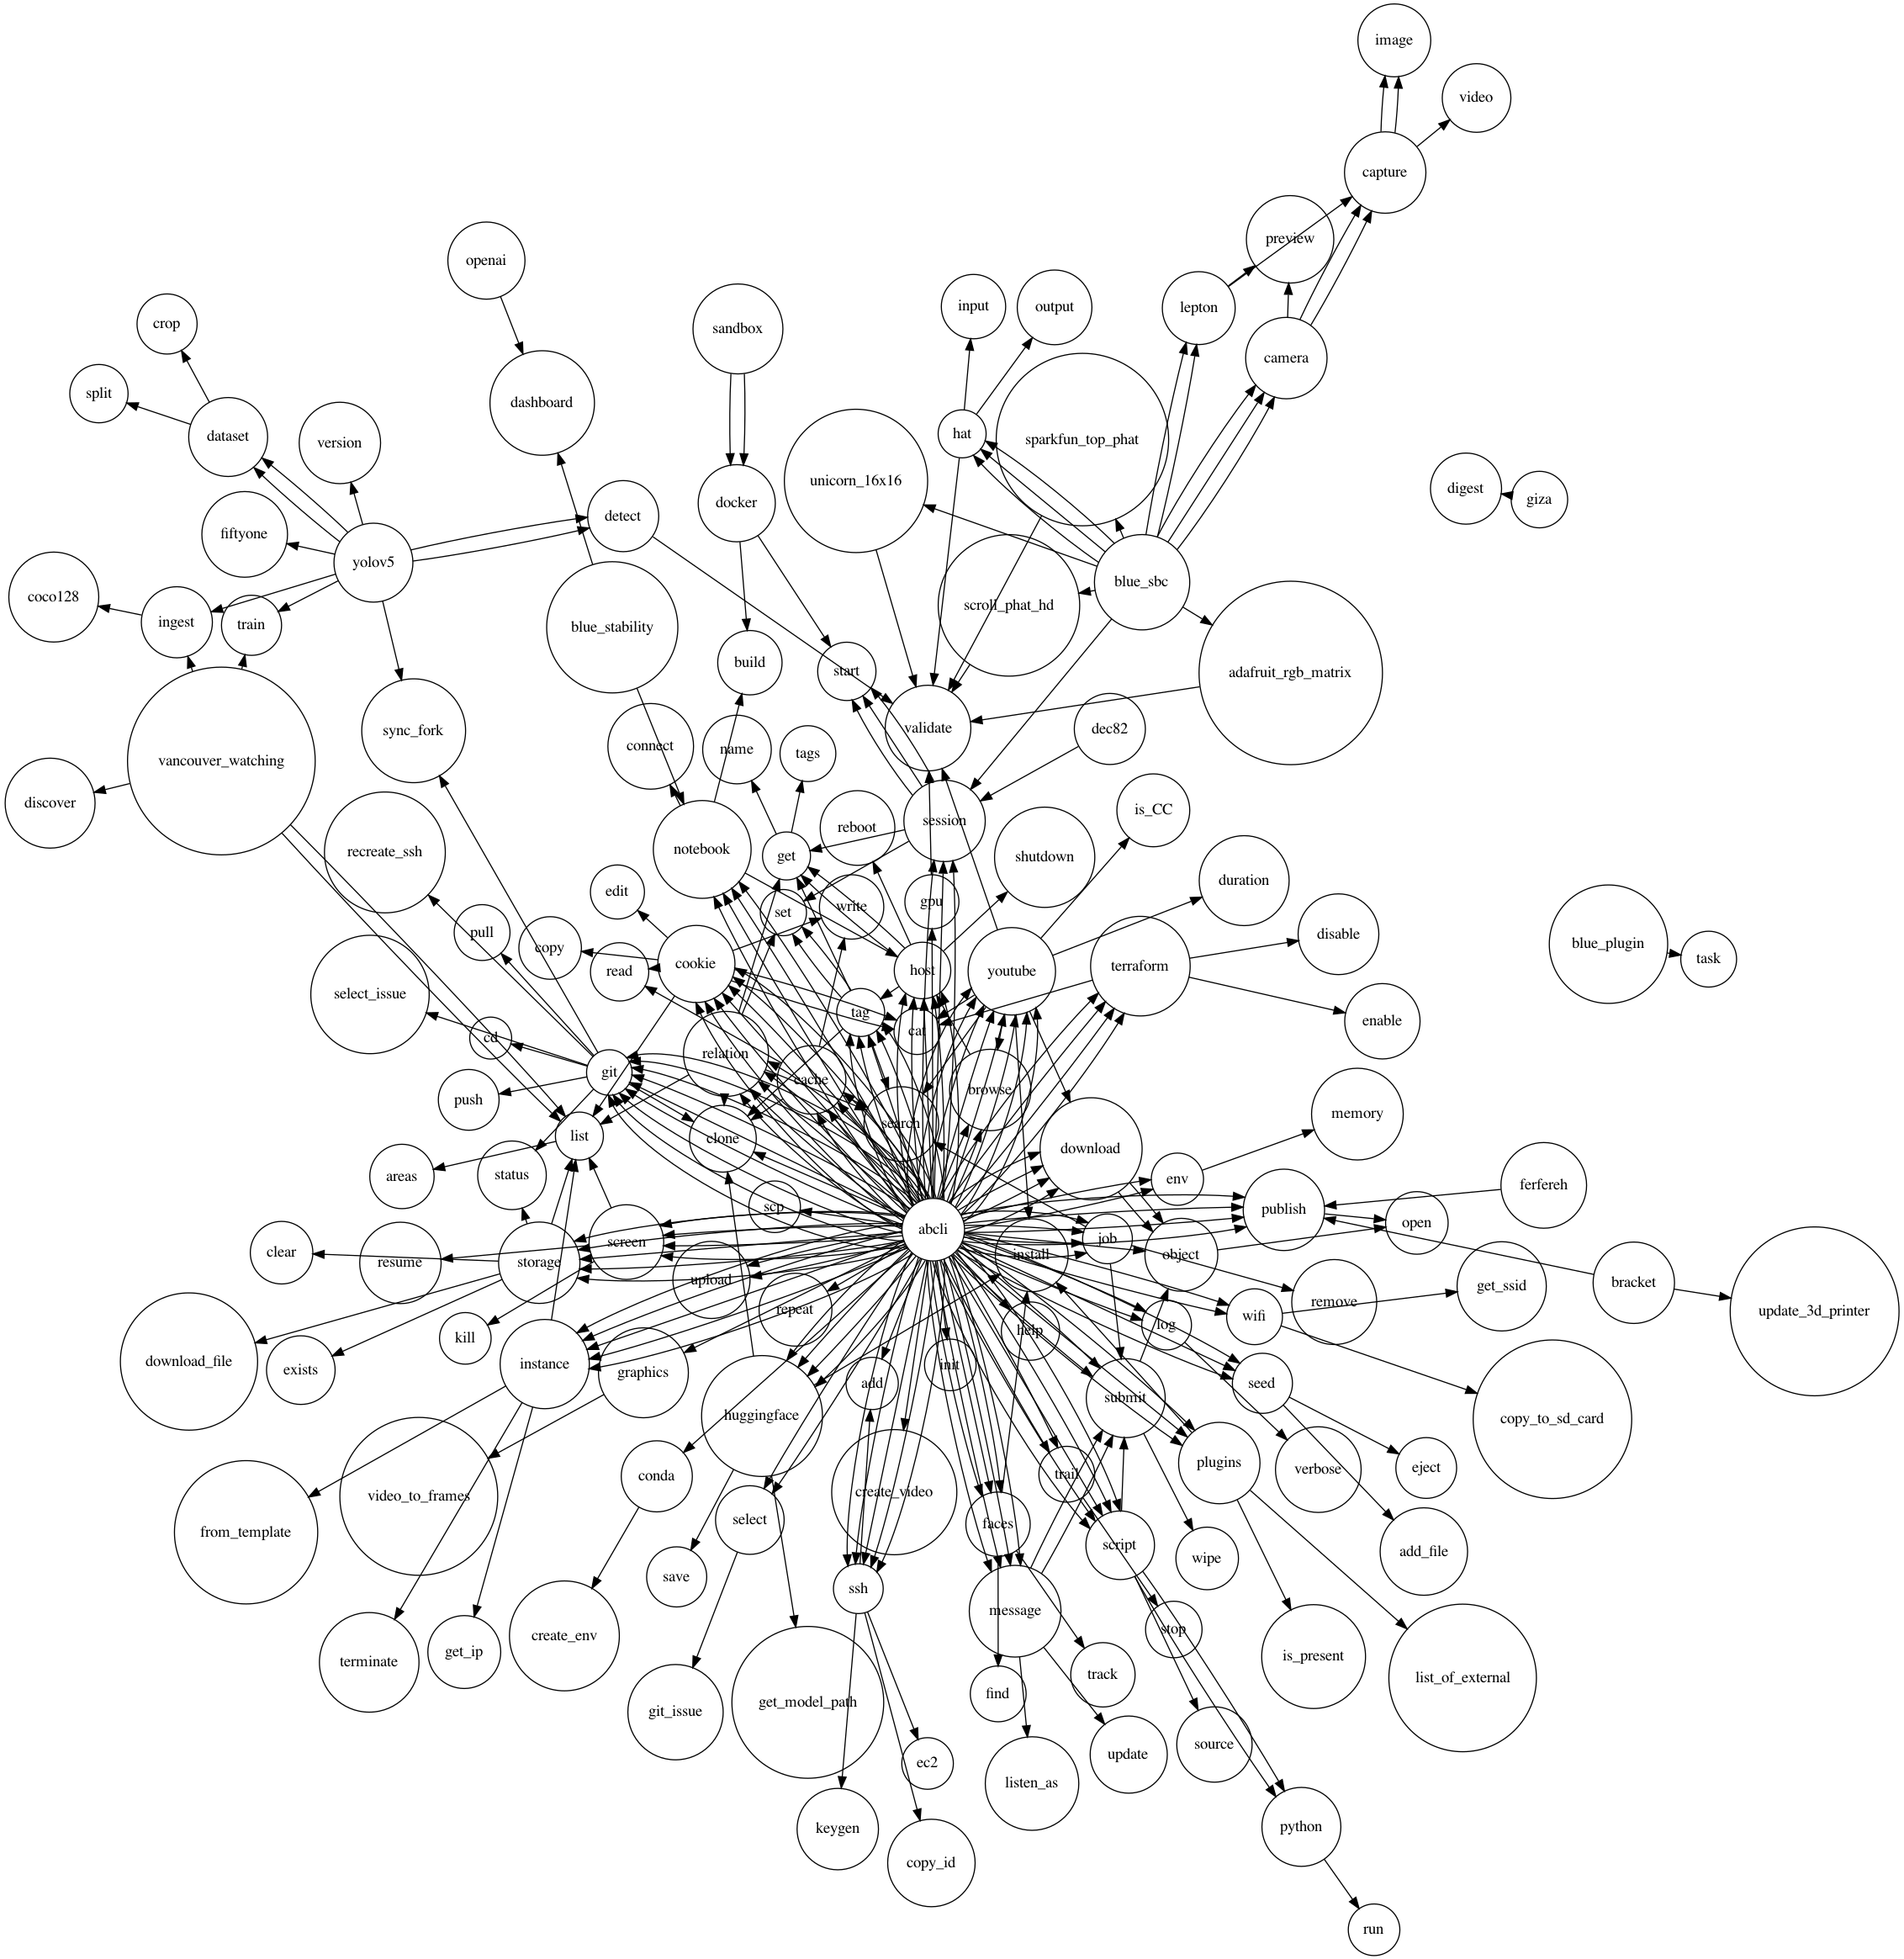 image
video
capture
preview
openai
input
output
lepton
crop
sandbox
camera
split
dashboard
dataset
version
hat
sparkfun_top_phat
unicorn_16x16
digest
giza
docker
detect
fiftyone
yolov5
blue_sbc
coco128
ingest
train
blue_stability
scroll_phat_hd
build
start
adafruit_rgb_matrix
sync_fork
validate
dec82
connect
name
tags
vancouver_watching
discover
is_CC
session
reboot
recreate_ssh
notebook
get
shutdown
duration
edit
set
write
gpu
pull
copy
disable
blue_plugin
task
read
cookie
host
youtube
terraform
select_issue
tag
enable
cd
cat
relation
git
cache
browse
push
search
memory
list
clone
download
areas
status
env
ferfereh
scp
publish
open
abcli
job
clear
resume
storage
screen
install
object
upload
get_ssid
bracket
remove
update_3d_printer
repeat
wifi
kill
help
log
download_file
exists
instance
graphics
init
add
seed
submit
huggingface
copy_to_sd_card
conda
plugins
verbose
eject
trail
video_to_frames
create_video
from_template
select
faces
script
wipe
add_file
save
ssh
message
stop
create_env
get_ip
terminate
is_present
track
list_of_external
find
get_model_path
git_issue
source
update
ec2
listen_as
keygen
python
copy_id
run